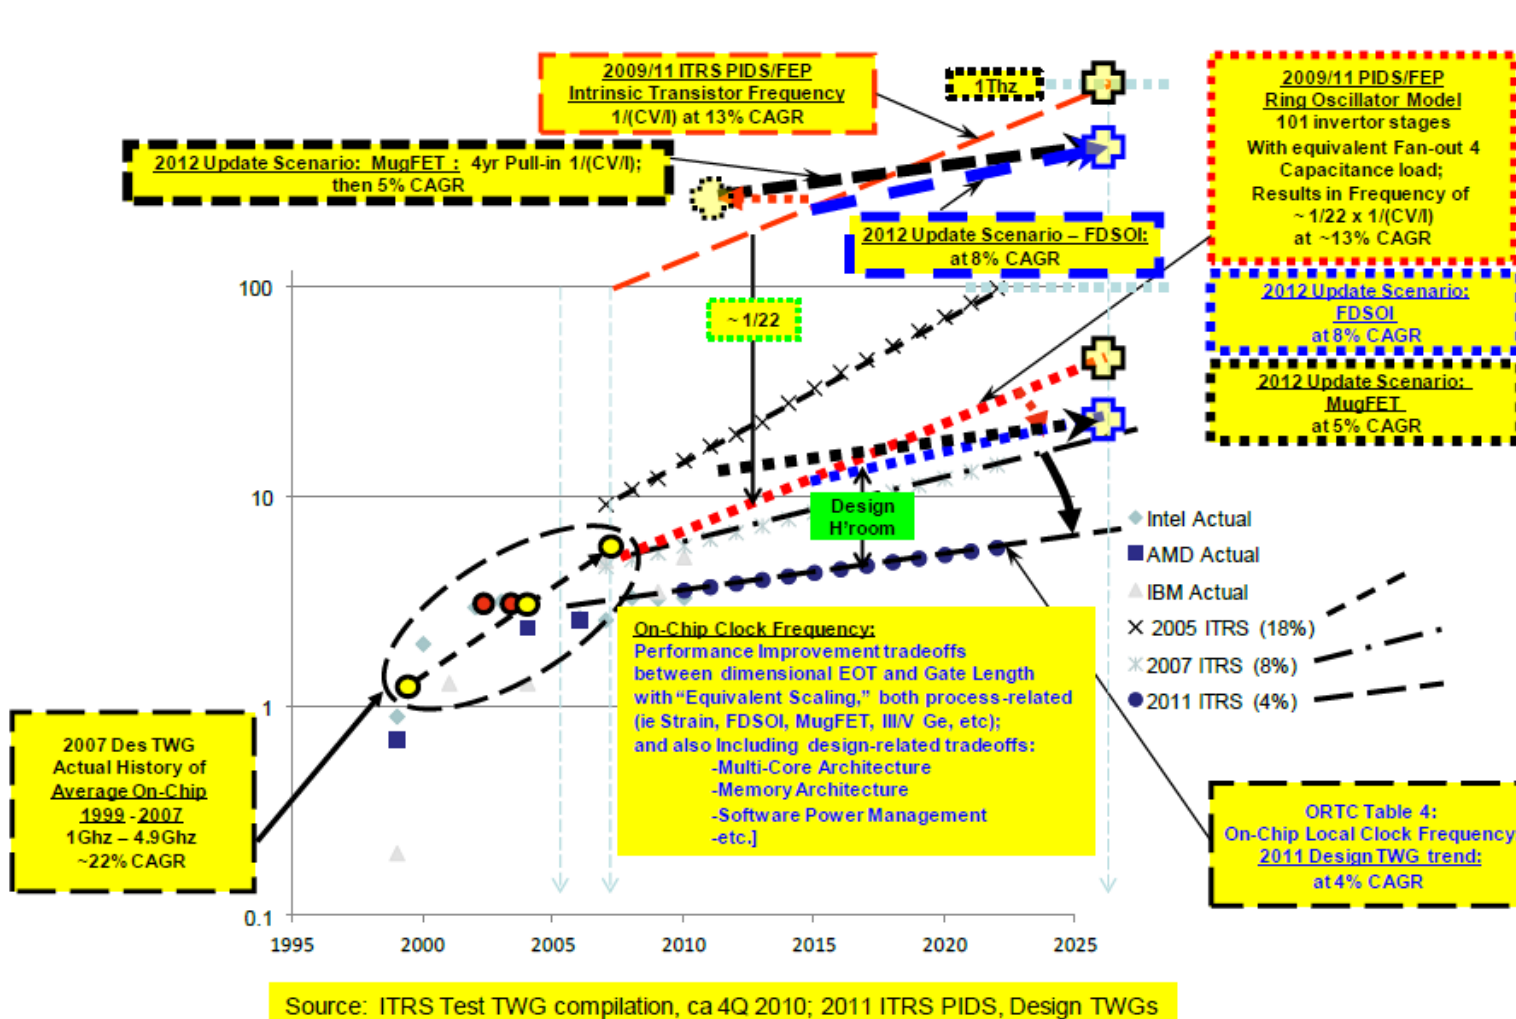 2009/11 ITRS PIDS/FEP
Intrinsic Transistor Frequency
1/(CV/I) at 13% CAGR
1Thz
2009/11 PIDS/FEP
Ring Oscillator Model
101 invertor stages
With equivalent Fan-out 4
Capacitance load;
Results in Frequency of
~ 1/22 x 1/(CV/I)
at ~13% CAGR
2012 Update Scenario: MugFET : 4yr Pull-in 1/(CV/I);
then 5% CAGR
2012 Update Scenario – FDSOI:
at 8% CAGR
2012 Update Scenario:
FDSOI
at 8% CAGR
2012 Update Scenario:
MugFET
at 5% CAGR
~ 1/22
100
10
1
0.1
Design
H'room
Intel Actual
AMD Actual
IBM Actual
2005 ITRS (18%)
2007 ITRS (8%)
2011 ITRS (4%)
On-Chip Clock Frequency:
Performance Improvement tradeoffs
between dimensional EOT and Gate Length
with “Equivalent Scaling,” both process-related
(ie Strain, FDSOI, MugFET, III/V Ge, etc);
and also Including design-related tradeoffs:
-Multi-Core Architecture
-Memory Architecture
-Software Power Management
-etc.]
2007 Des TWG
Actual History of
Average On-Chip
1999 - 2007
1Ghz – 4.9Ghz
~22% CAGR
ORTC Table 4:
On-Chip Local Clock Frequency
2011 Design TWG trend:
at 4% CAGR
1995 2000 2005 2010 2015 2020 2025
Source: ITRS Test TWG compilation, ca 4Q 2010; 2011 ITRS PIDS, Design TWGs